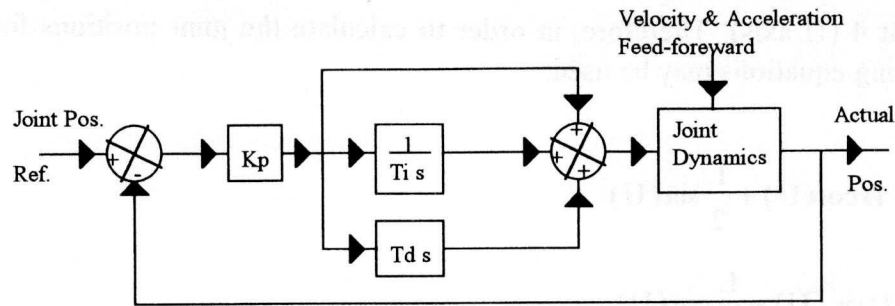 Velocity & Acceleration
Feed-foreward
Joint Pos.
Ref.
+
-
Kp
1
Ti s
Td s
+
+
+
Joint
Dynamics
Actual
Pos.